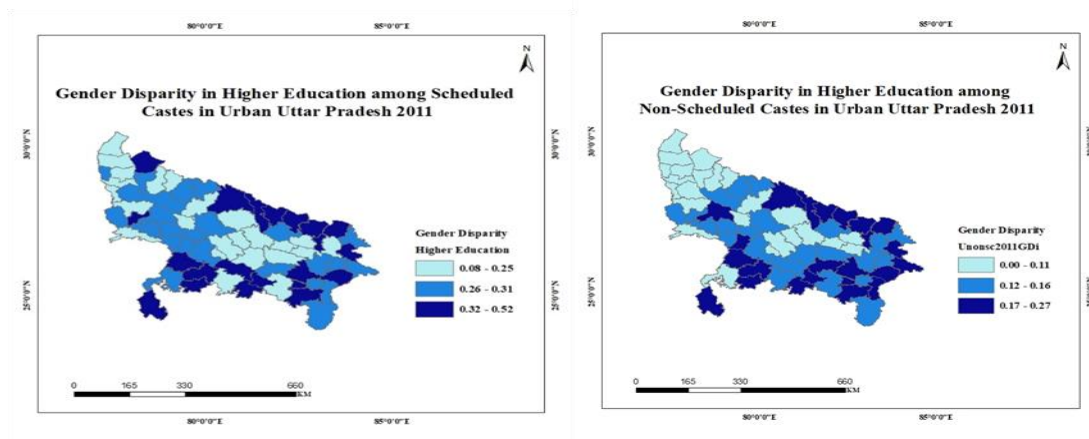 80°0'0"E 85°0'0"E
N
Gender Disparity in Higher Education among Scheduled
Castes in Urban Uttar Pradesh 2011
30°0'0"N
30°0'0"N
Gender Disparity
Higher Education
0.08 - 0.25
0.26 - 0.31
0.32 - 0.52
25°0'0"N
25°0'0"N
0 165 330 660
KM
80°0'0"E 85°0'0"E
80°0'0"E 85°0'0"E
N
Gender Disparity in Higher Education among
Non-Scheduled Castes in Urban Uttar Pradesh 2011
30°0'0"N
Gender Disparity
Unonsc2011GDi
0.00 - 0.11
0.12 - 0.16
0.17 - 0.27
25°0'0"N
0 165 330 660
KM
80°0'0"E 85°0'0"E